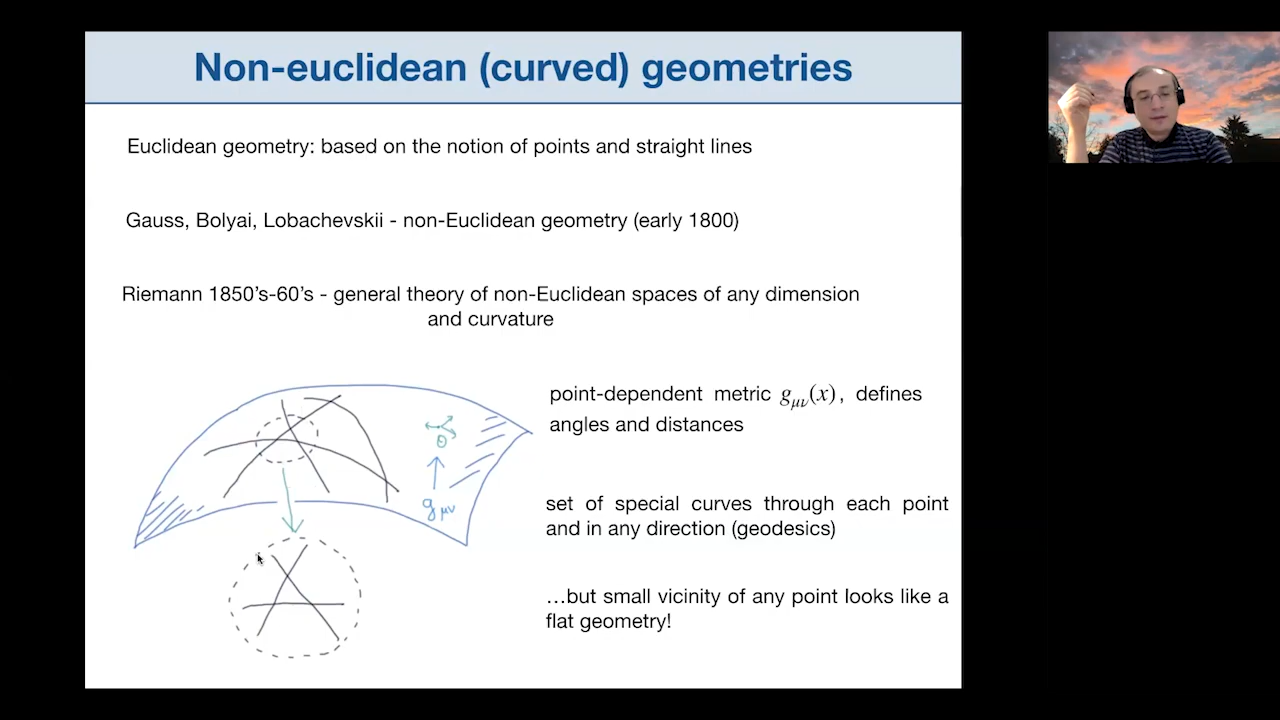 Non-euclidean (curved) geometries
Euclidean geometry: based on the notion of points and straight lines
Gauss, Bolyai, Lobachevskii - non-Euclidean geometry (early 1800)
Riemann 1850’s-60’s - general theory of non-Euclidean spaces of any dimension
and curvature
point-dependent metric gμν(x), defines
angles and distances
θ
gμν
set of special curves through each point
and in any direction (geodesics)
…but small vicinity of any point looks like a
flat geometry!